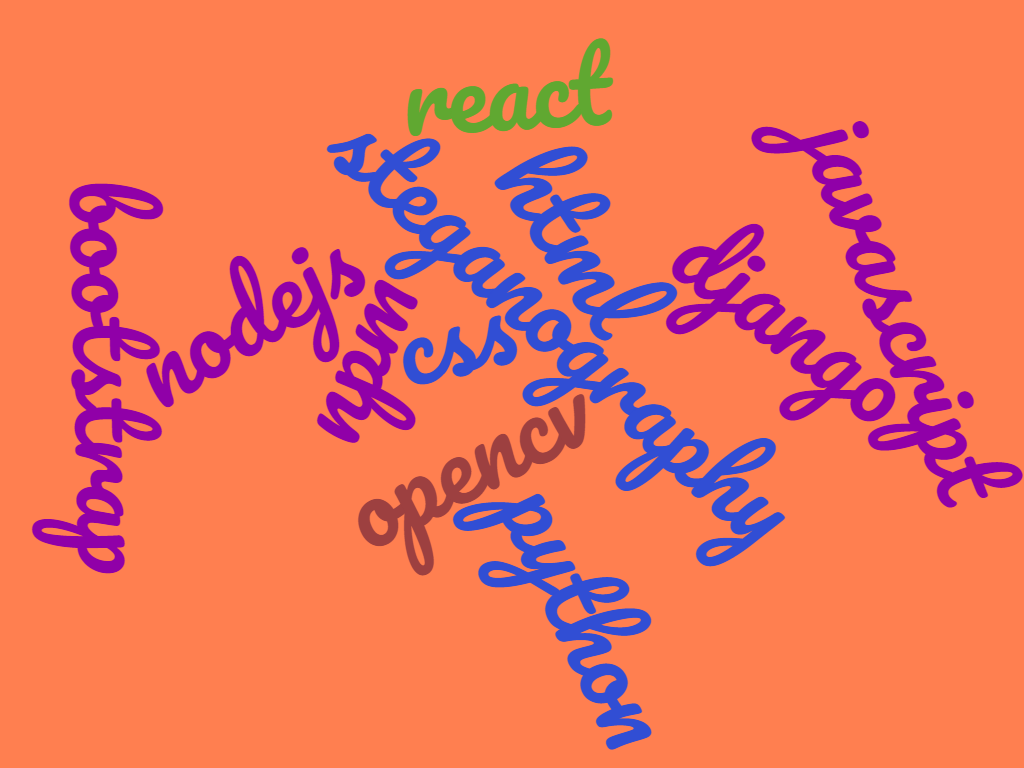 react
steganography
html
javascript
bootstrap
nodejs
django
npm
css
opencv
python